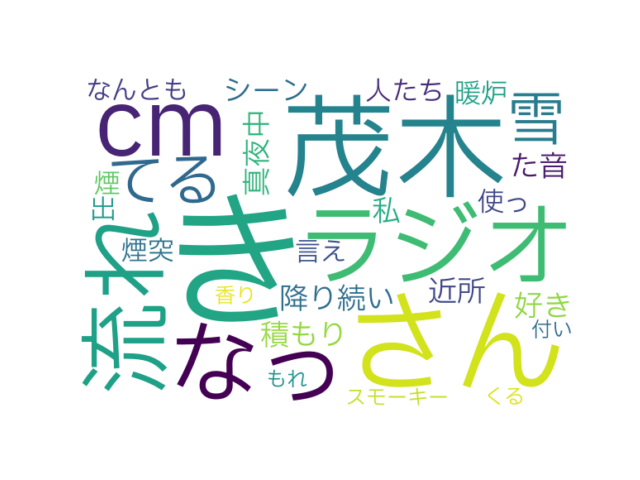 なんとも
シーン
人たち
暖炉
cm
茂木
雪
真夜中
てる
た音
煙
出
私
使っ
流れ
き
ラジオ
煙突
言え
香り
降り続い
近所
さん
好き
なっ
積もり
付い
もれ
スモーキー
くる